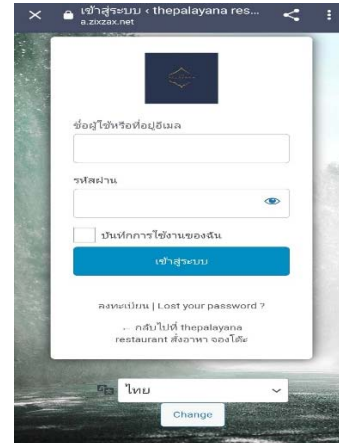 เข้าสู่ระบบ ‹ thepalayana res...
a.zixzax.net
ชื่อผู้ใช้หรือที่อยู่อีเมล
รหัสผ่าน
บันทึกการใช้งานของฉัน
เข้าสู่ระบบ
ลงทะเบียน | Lost your password ?
← กลับไปที่ thepalayana
restaurant สั่งอาหา จองโต๊ะ
ไทย
Change